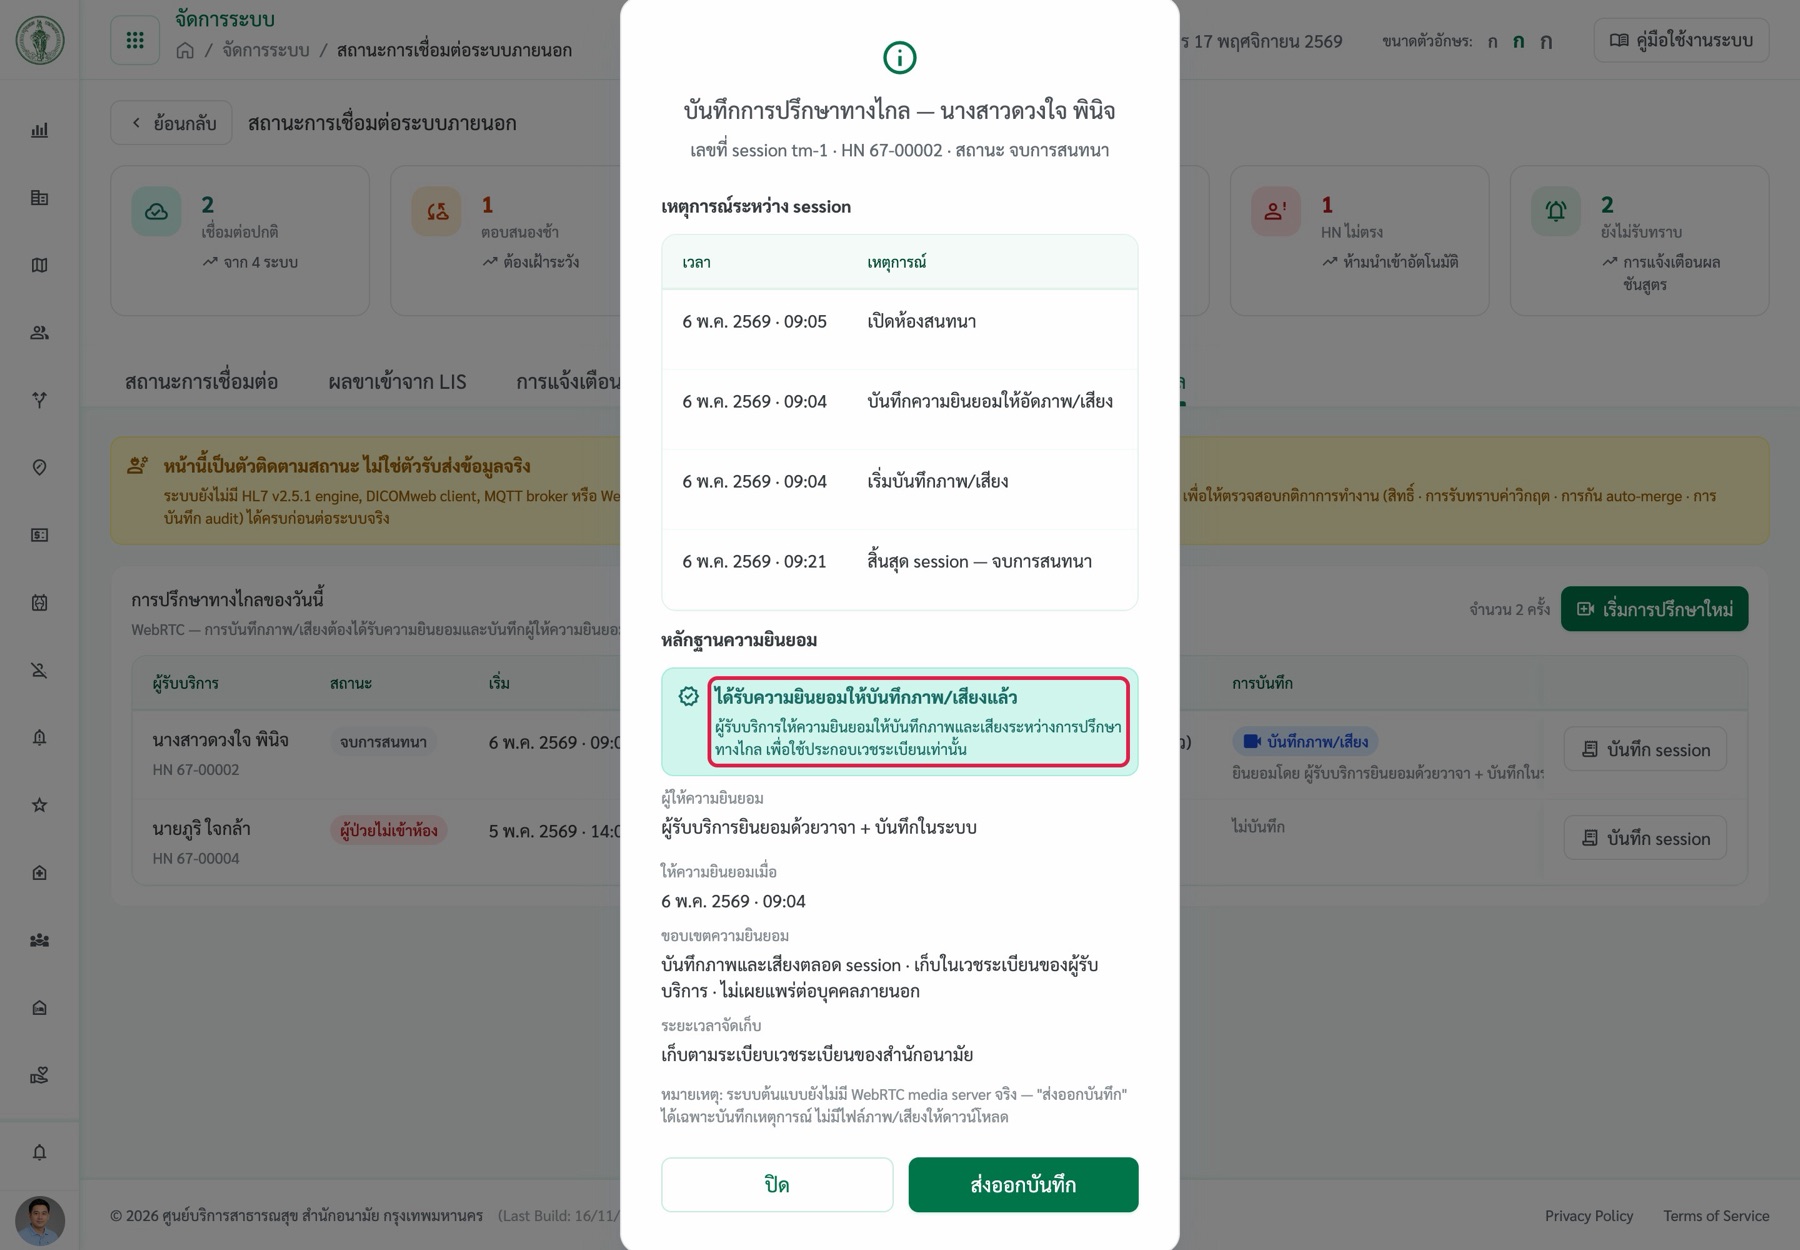 จัดการระบบ
/ จัดการระบบ / สถานะการเชื่อมต่อระบบภายนอก
ร 17 พฤศจิกายน 2569
ขนาดตัวอักษร: ก ก ก
คู่มือใช้งานระบบ
ย้อนกลับ
สถานะการเชื่อมต่อระบบภายนอก
2
เชื่อมต่อปกติ
จาก 4 ระบบ
1
ตอบสนองช้า
ต้องเฝ้าระวัง
1
HN ไม่ตรง
ห้ามนำเข้าอัตโนมัติ
2
ยังไม่รับทราบ
การแจ้งเตือนผล
ชันสูตร
สถานะการเชื่อมต่อ
ผลขาเข้าจาก LIS
การแจ้งเตือน
หน้านี้เป็นตัวติดตามสถานะ ไม่ใช่ตัวรับส่งข้อมูลจริง
ระบบยังไม่มี HL7 v2.5.1 engine, DICOMweb client, MQTT broker หรือ We
เพื่อให้ตรวจสอบกติกาการทำงาน (สิทธิ์ · การรับทราบค่าวิกฤต · การกัน auto-merge · การ
บันทึก audit) ได้ครบก่อนต่อระบบจริง
การปรึกษาทางไกลของวันนี้
WebRTC — การบันทึกภาพ/เสียงต้องได้รับความยินยอมและบันทึกผู้ให้ความยินยอม
จำนวน 2 ครั้ง
เริ่มการปรึกษาใหม่
ผู้รับบริการ
สถานะ
เริ่ม
การบันทึก
นางสาวดวงใจ พินิจ
HN 67-00002
จบการสนทนา
6 พ.ค. 2569 · 09:0
บันทึกภาพ/เสียง
ยินยอมโดย ผู้รับบริการยินยอมด้วยวาจา + บันทึกใน
บันทึก session
นายภูริ ใจกล้า
HN 67-00004
ผู้ป่วยไม่เข้าห้อง
5 พ.ค. 2569 · 14:0
ไม่บันทึก
บันทึก session
บันทึกการปรึกษาทางไกล — นางสาวดวงใจ พินิจ
เลขที่ session tm-1 · HN 67-00002 · สถานะ จบการสนทนา
เหตุการณ์ระหว่าง session
เวลา
เหตุการณ์
6 พ.ค. 2569 · 09:05
เปิดห้องสนทนา
6 พ.ค. 2569 · 09:04
บันทึกความยินยอมให้อัดภาพ/เสียง
6 พ.ค. 2569 · 09:04
เริ่มบันทึกภาพ/เสียง
6 พ.ค. 2569 · 09:21
สิ้นสุด session — จบการสนทนา
หลักฐานความยินยอม
ได้รับความยินยอมให้บันทึกภาพ/เสียงแล้ว
ผู้รับบริการให้ความยินยอมให้บันทึกภาพและเสียงระหว่างการปรึกษา
ทางไกล เพื่อใช้ประกอบเวชระเบียนเท่านั้น
ผู้ให้ความยินยอม
ผู้รับบริการยินยอมด้วยวาจา + บันทึกในระบบ
ให้ความยินยอมเมื่อ
6 พ.ค. 2569 · 09:04
ขอบเขตความยินยอม
บันทึกภาพและเสียงตลอด session · เก็บในเวชระเบียนของผู้รับ
บริการ · ไม่เผยแพร่ต่อบุคคลภายนอก
ระยะเวลาจัดเก็บ
เก็บตามระเบียบเวชระเบียนของสำนักอนามัย
หมายเหตุ: ระบบต้นแบบยังไม่มี WebRTC media server จริง — "ส่งออกบันทึก"
ได้เฉพาะบันทึกเหตุการณ์ ไม่มีไฟล์ภาพ/เสียงให้ดาวน์โหลด
ปิด
ส่งออกบันทึก
© 2026 ศูนย์บริการสาธารณสุข สำนักอนามัย กรุงเทพมหานคร
(Last Build: 16/11/
Privacy Policy
Terms of Service